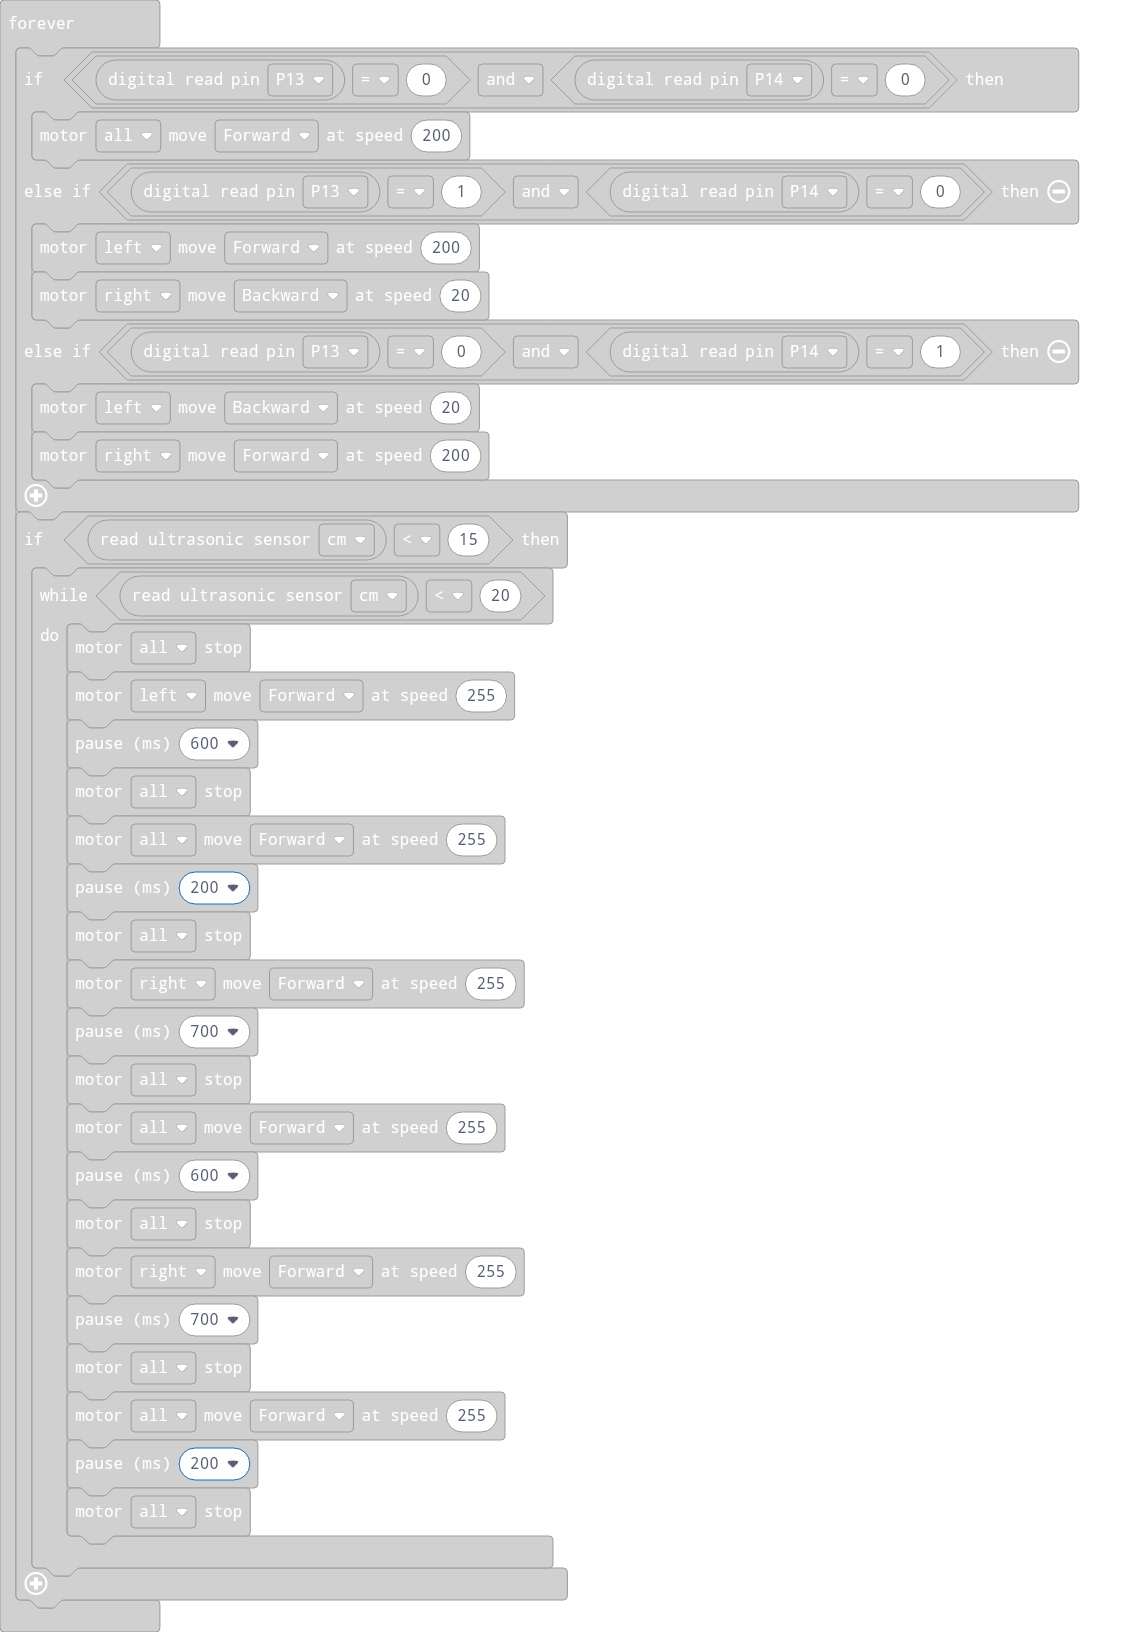 forever
if digital read pin P13 = 0 and digital read pin P14 = 0 then
motor all move Forward at speed 200
else if digital read pin P13 = 1 and digital read pin P14 = 0 then
motor left move Forward at speed 200
motor right move Backward at speed 20
else if digital read pin P13 = 0 and digital read pin P14 = 1 then
motor left move Backward at speed 20
motor right move Forward at speed 200
if read ultrasonic sensor cm < 15 then
while read ultrasonic sensor cm < 20
do
motor all stop
motor left move Forward at speed 255
pause (ms) 600
motor all stop
motor all move Forward at speed 255
pause (ms) 200
motor all stop
motor right move Forward at speed 255
pause (ms) 700
motor all stop
motor all move Forward at speed 255
pause (ms) 600
motor all stop
motor right move Forward at speed 255
pause (ms) 700
motor all stop
motor all move Forward at speed 255
pause (ms) 200
motor all stop